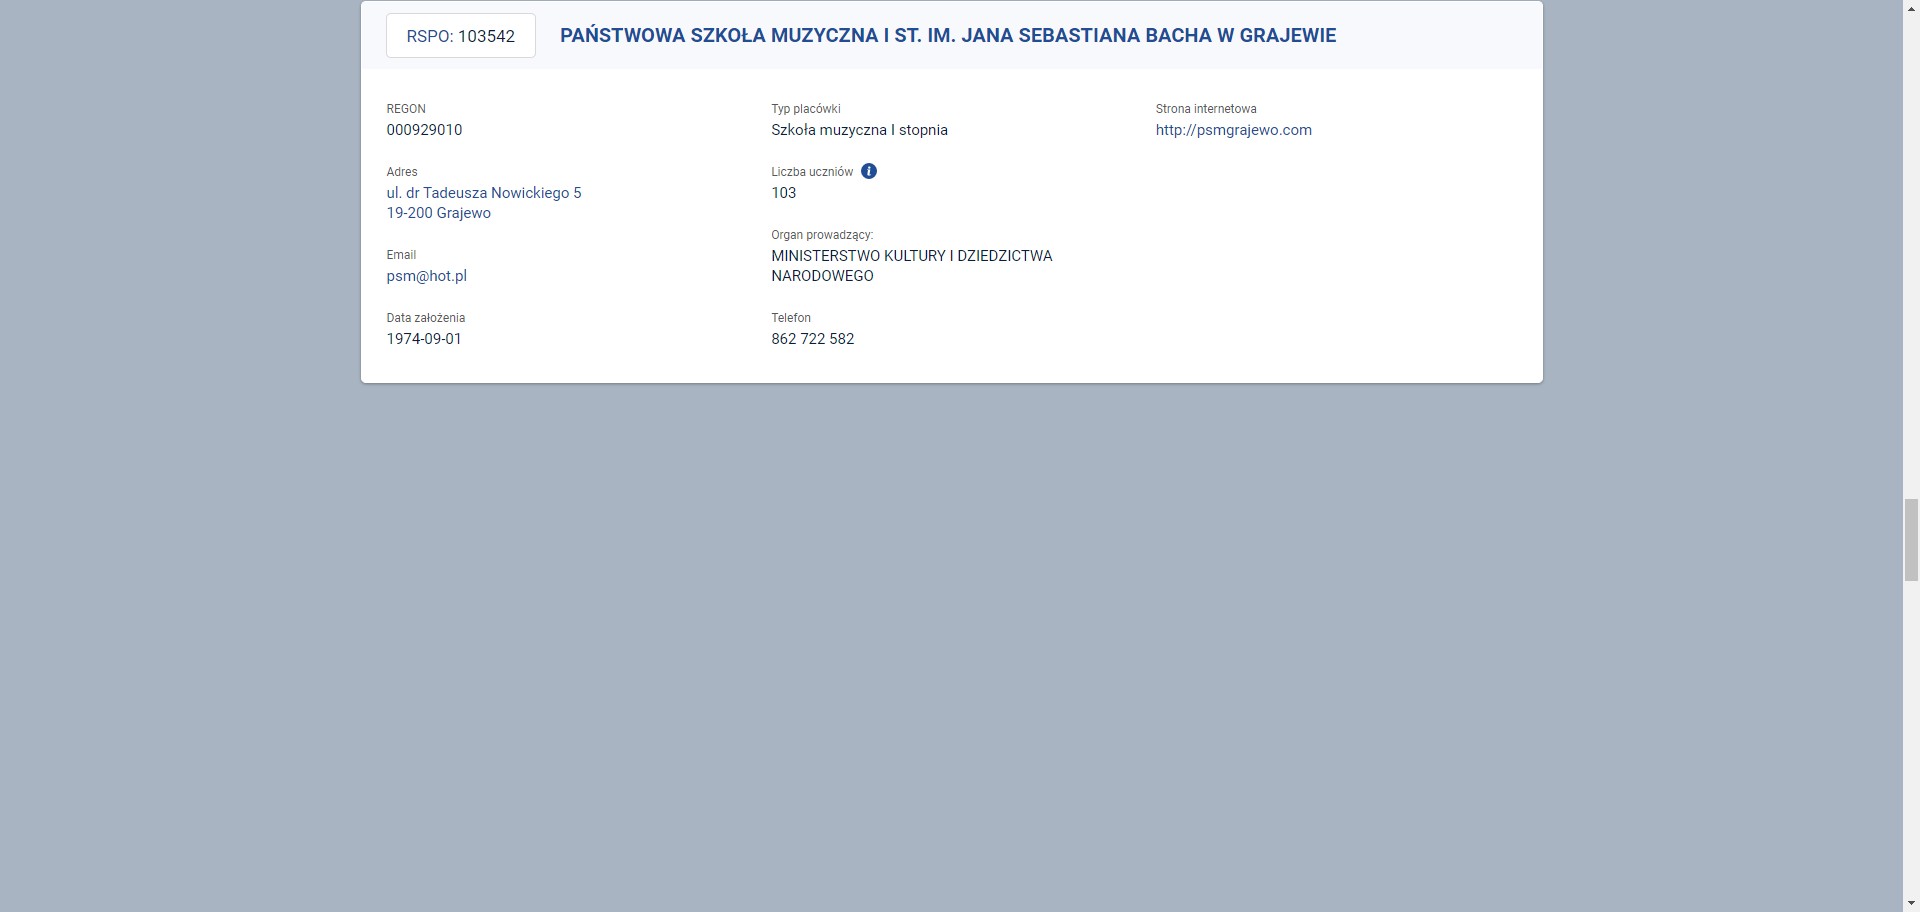 RSPO: 103542
PAŃSTWOWA SZKOŁA MUZYCZNA I ST. IM. JANA SEBASTIANA BACHA W GRAJEWIE
REGON
000929010
Adres
ul. dr Tadeusza Nowickiego 5
19-200 Grajewo
Email
psm@hot.pl
Data założenia
1974-09-01
Typ placówki
Szkoła muzyczna I stopnia
Liczba uczniów
103
Organ prowadzący:
MINISTERSTWO KULTURY I DZIEDZICTWA
NARODOWEGO
Telefon
862 722 582
Strona internetowa
http://psmgrajewo.com